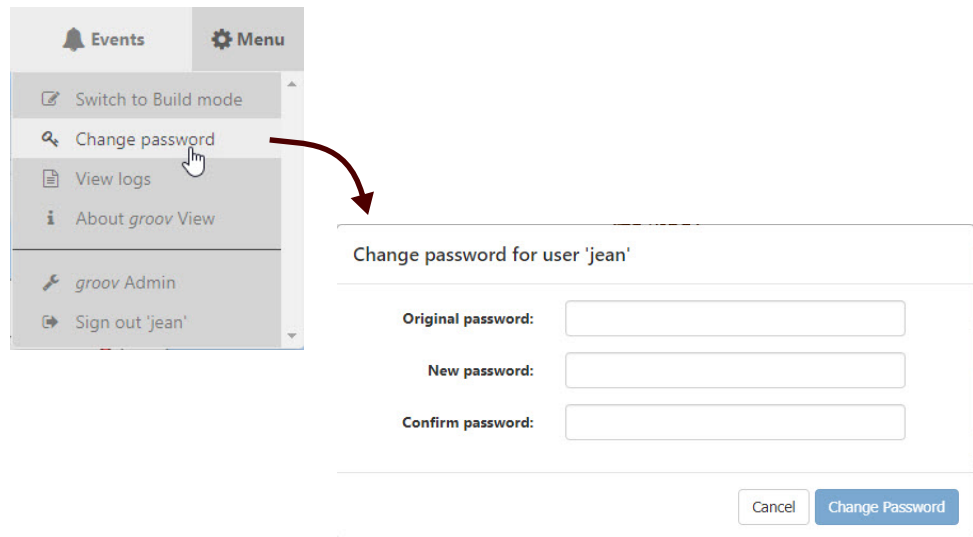 Events
Menu
Switch to Build mode
Change password
View logs
About groov View
groov Admin
Sign out 'jean'
Change password for user 'jean'
Original password:
New password:
Confirm password:
Cancel
Change Password